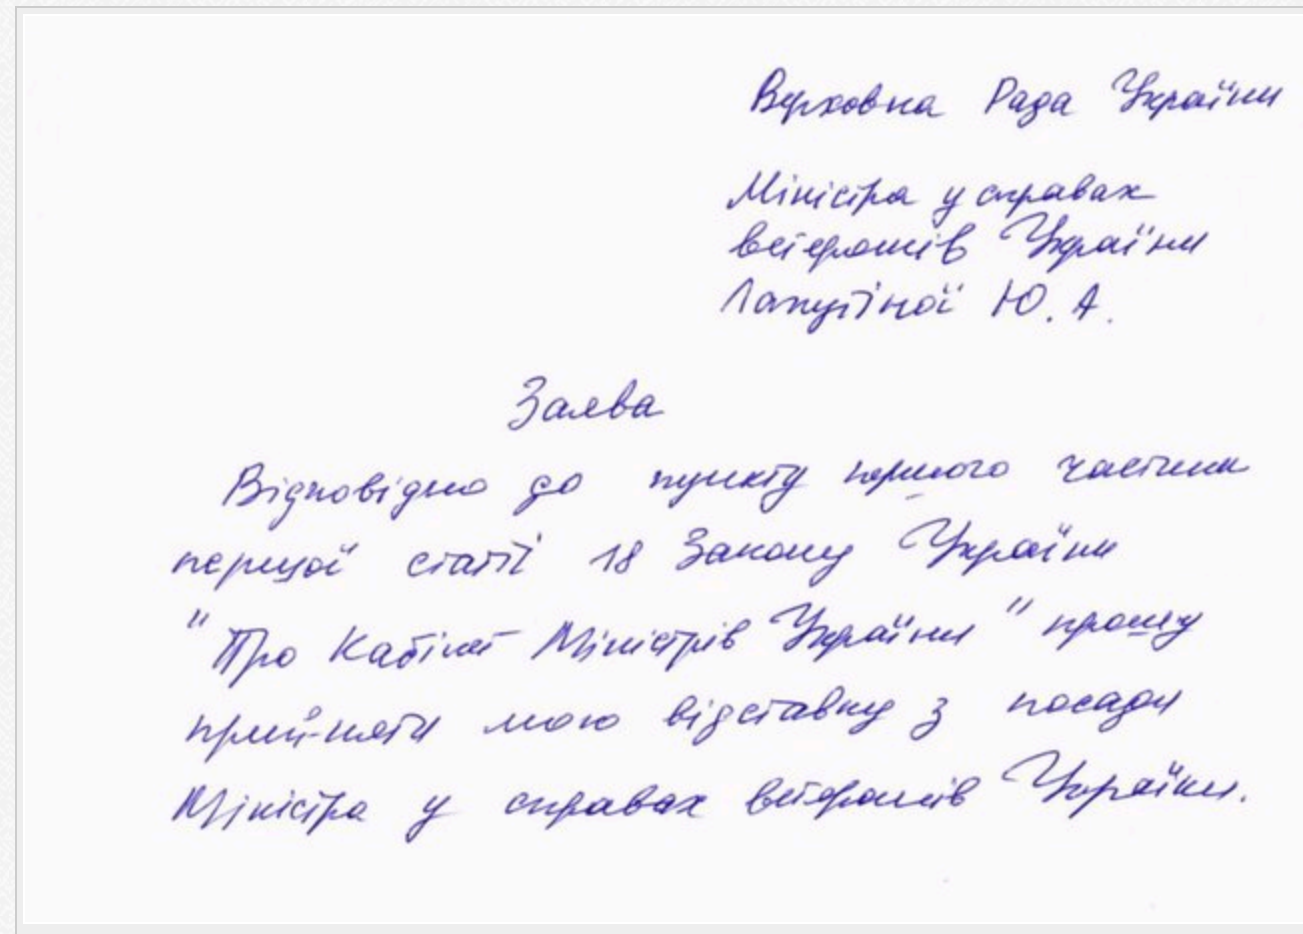 Верховна Рада України
Міністра у справах
ветеранів України
Лапутіної Ю. А.
Заява
Відповідно до пункту першого частини
першої статті 18 Закону України
"Про Кабінет Міністрів України" прошу
прийняти мою відставку з посади
Міністра у справах ветеранів України.